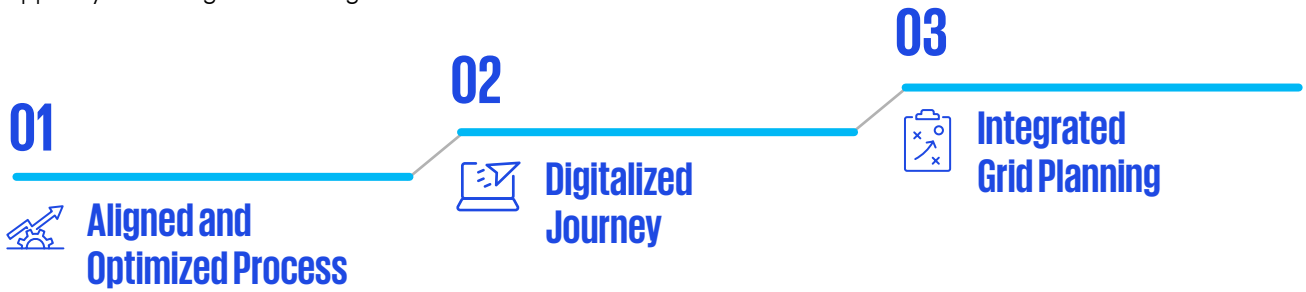 01
Aligned and
Optimized Process
02
Digitalized
Journey
03
Integrated
Grid Planning